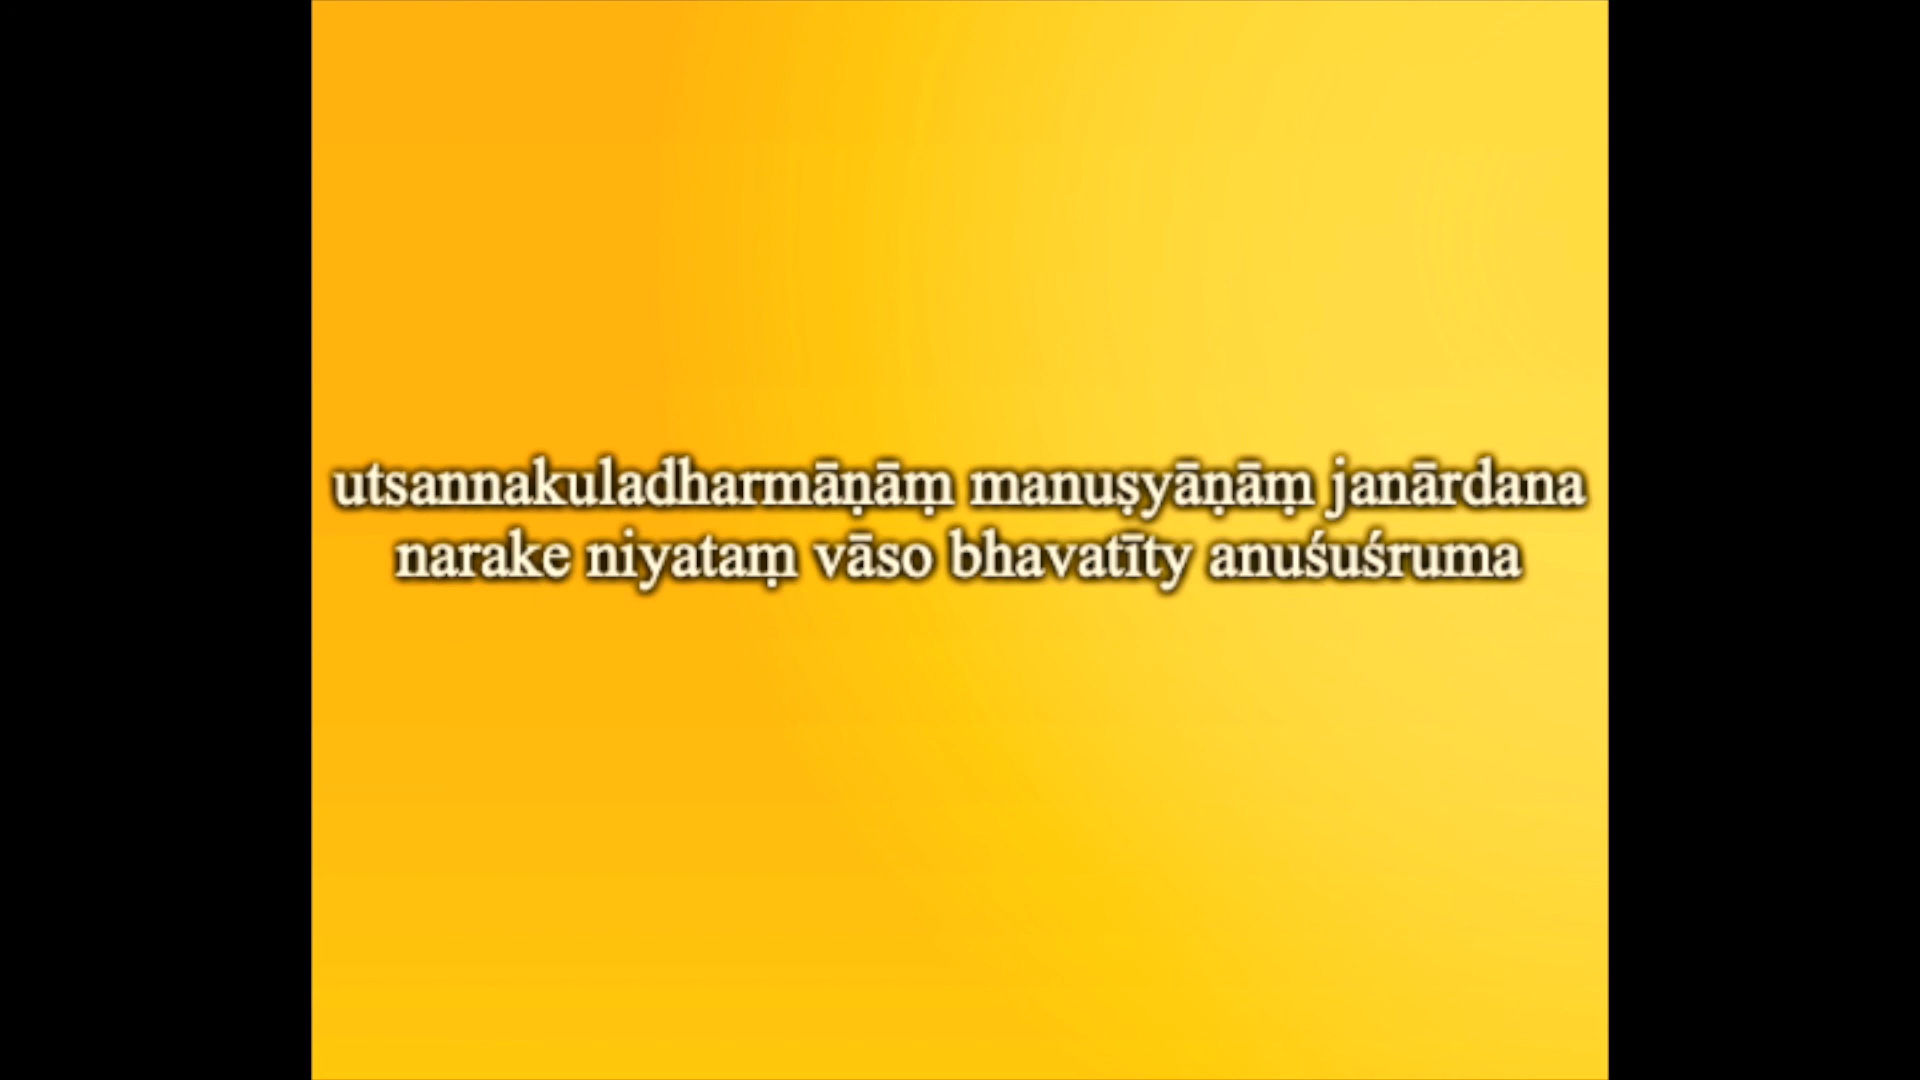 utsannakuladharmāṇāṃ manuṣyāṇāṃ janārdana
narake niyataṃ vāso bhavatīty anuśuśruma